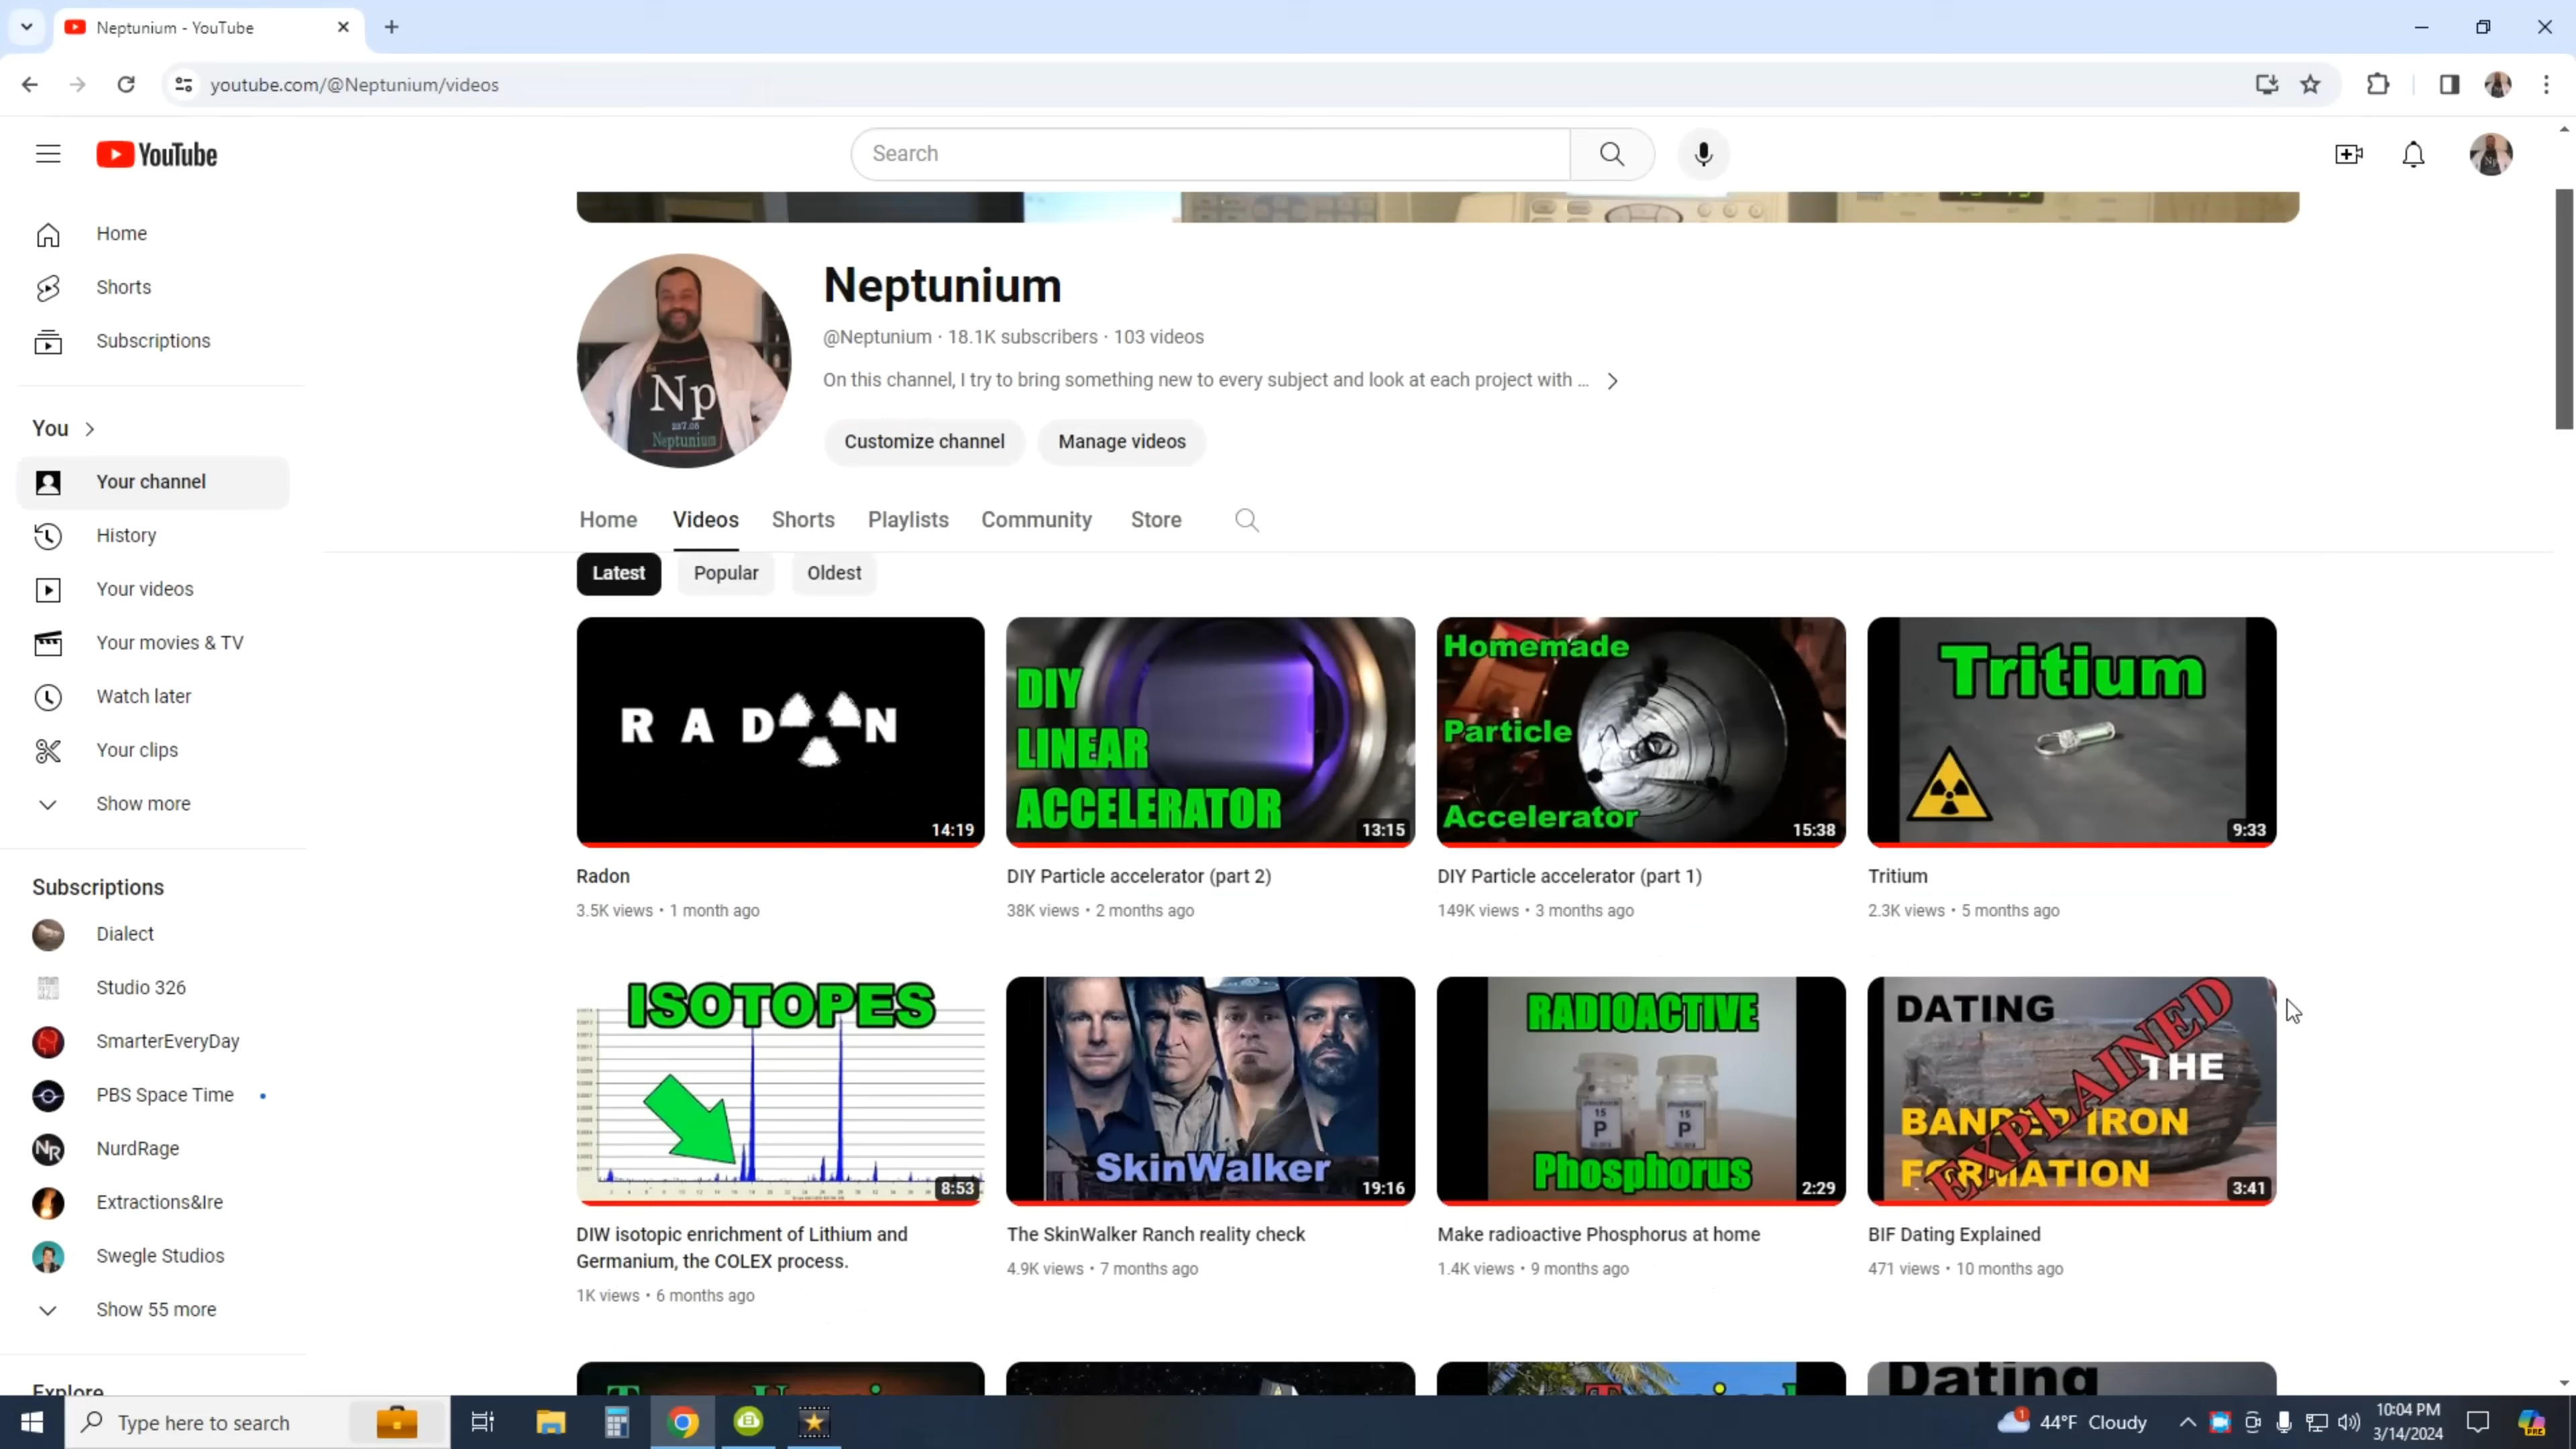 Neptunium - YouTube
youtube.com/@Neptunium/videos
YouTube
Search
Home
Shorts
Subscriptions
You
Your channel
History
Your videos
Your movies & TV
Watch later
Your clips
Show more
Subscriptions
Dialect
Studio 326
SmarterEveryDay
PBS Space Time
NurdRage
Extractions&Ire
Swegle Studios
Show 55 more
Explore
Np
Neptunium
Neptunium
@Neptunium · 18.1K subscribers · 103 videos
On this channel, I try to bring something new to every subject and look at each project with ...
Customize channel
Manage videos
Home
Videos
Shorts
Playlists
Community
Store
Latest
Popular
Oldest
RADON
14:19
Radon
3.5K views • 1 month ago
DIY
LINEAR
ACCELERATOR
13:15
DIY Particle accelerator (part 2)
38K views • 2 months ago
Homemade
Particle
Accelerator
15:38
DIY Particle accelerator (part 1)
149K views • 3 months ago
Tritium
9:33
Tritium
2.3K views • 5 months ago
ISOTOPES
8:53
DIW isotopic enrichment of Lithium and
Germanium, the COLEX process.
1K views • 6 months ago
SkinWalker
19:16
The SkinWalker Ranch reality check
4.9K views • 7 months ago
RADIOACTIVE
15
P
15
P
Phosphorus
2:29
Make radioactive Phosphorus at home
1.4K views • 9 months ago
DATING
THE
BANDED IRON
FORMATION
EXPLAINED
3:41
BIF Dating Explained
471 views • 10 months ago
Dating
Type here to search
1
44°F Cloudy
10:04 PM
3/14/2024